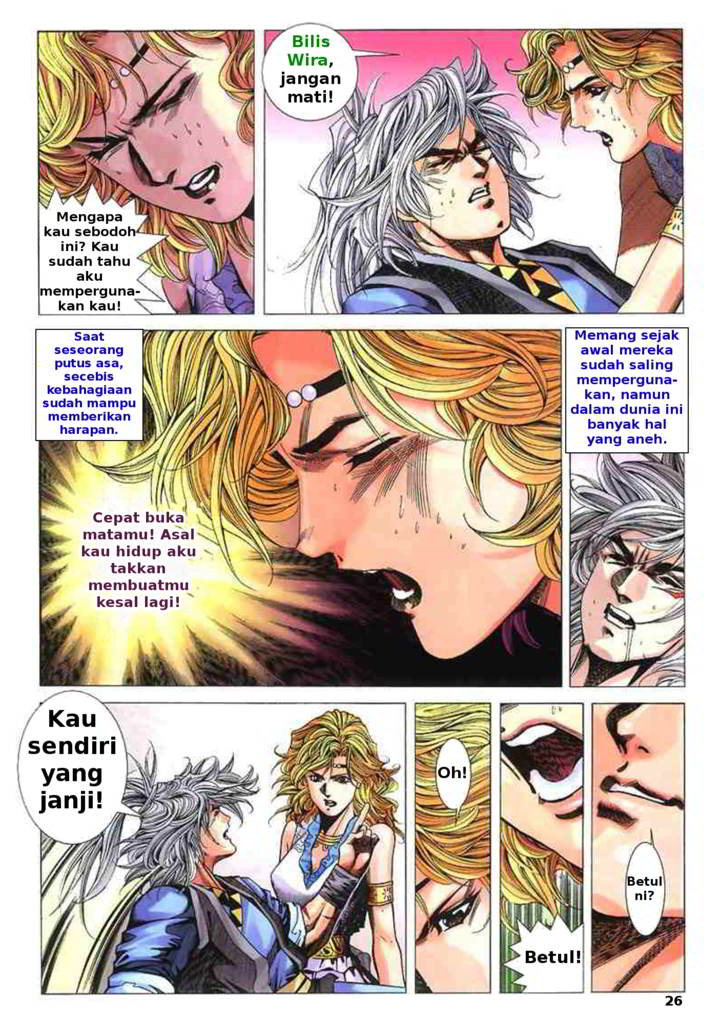 Mengapa
kau sebodoh
ini? Kau
sudah tahu
aku
memperguna-
kan kau!
Bilis
Wira,
jangan
mati!
Saat
seseorang
putus asa,
secebis
kebahagiaan
sudah mampu
memberikan
harapan.
Cepat buka
matamu! Asal
kau hidup aku
takkan
membuatmu
kesal lagi!
Memang sejak
awal mereka
sudah saling
memperguna-
kan, namun
dalam dunia ini
banyak hal
yang aneh.
Kau
sendiri
yang
janji!
Oh!
Betul!
Betul
ni?
26